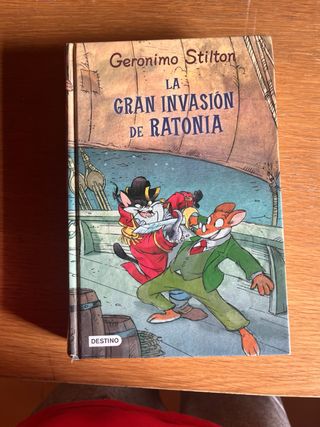 Geronimo Stilton
LA
GRAN INVASIÓN
DE RATONIA
DESTINO